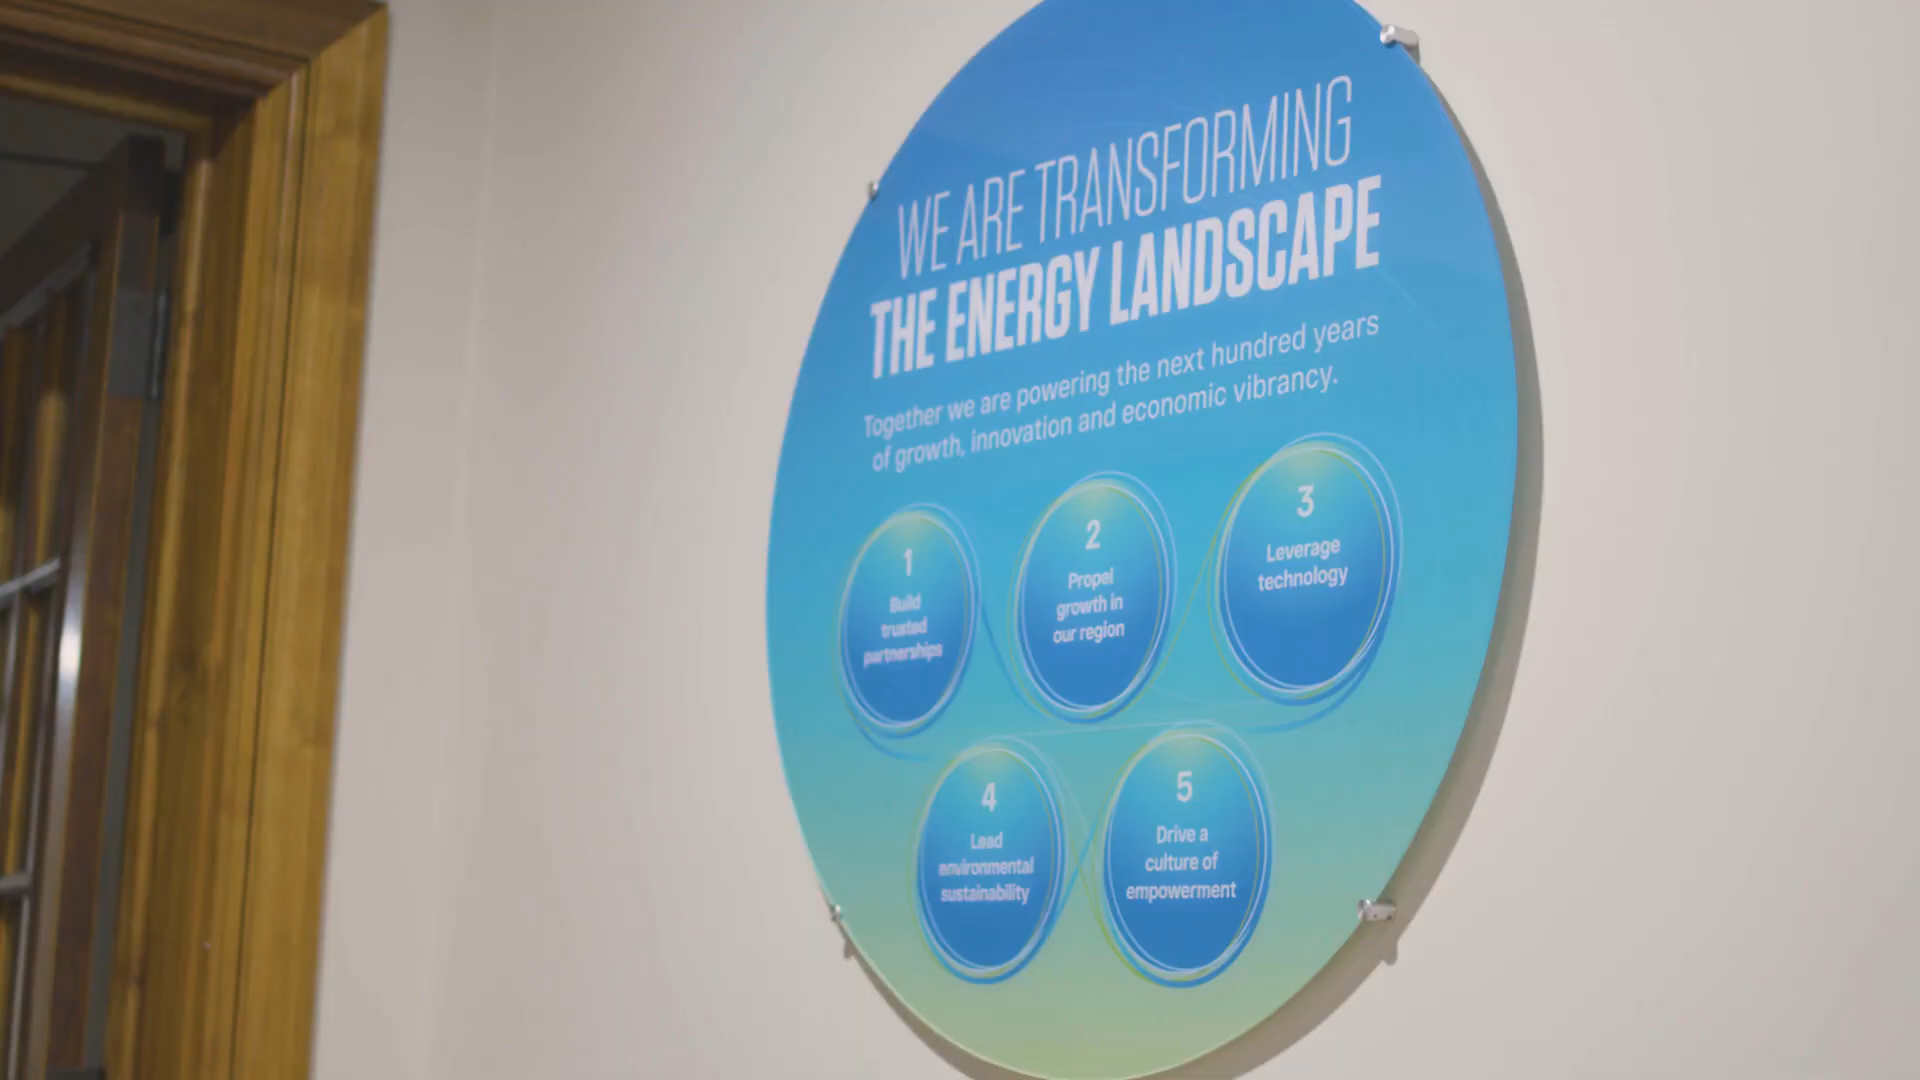 WE ARE TRANSFORMING
THE ENERGY LANDSCAPE
Together we are powering the next hundred years
of growth, innovation and economic vibrancy.
1
Build
trusted
partnerships
2
Propel
growth in
our region
3
Leverage
technology
4
Lead
environmental
sustainability
5
Drive a
culture of
empowerment